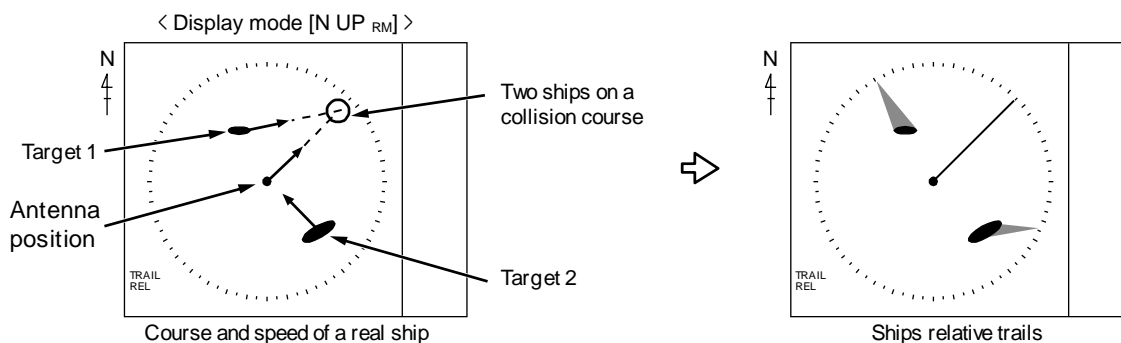 < Display mode [N UP RM] >
N
Target 1
Antenna
position
Two ships on a
collision course
Target 2
TRAIL
REL
Course and speed of a real ship
N
TRAIL
REL
Ships relative trails